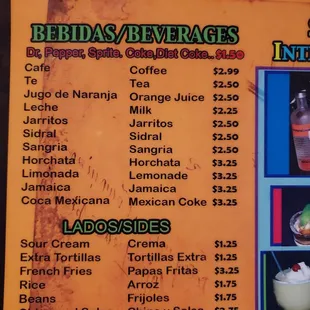 BEBIDAS/BEVERAGES
Dr, Pepper, Sprite. Coke,Diet Coke.. $1.50
Cafe Coffee $2.99
Te Tea $2.50
Jugo de Naranja Orange Juice $2.50
Leche Milk $2.25
Jarritos Jarritos $2.50
Sidral Sidral $2.50
Sangria Sangria $2.50
Horchata Horchata $3.25
Limonada Lemonade $3.25
Jamaica Jamaica $3.25
Coca Mexicana Mexican Coke $3.25
LADOS/SIDES
Sour Cream Crema $1.25
Extra Tortillas Tortillas Extra $1.25
French Fries Papas Fritas $3.25
Rice Arroz $1.75
Beans Frijoles $1.75